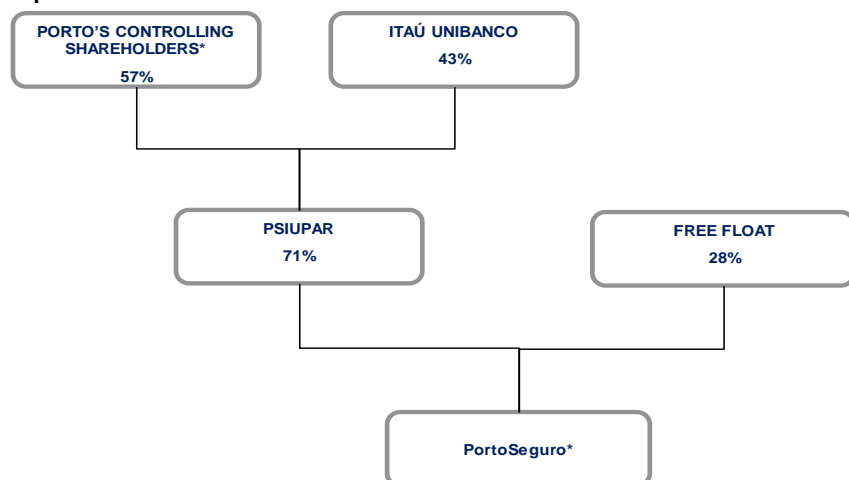 PORTO'S CONTROLLING
SHAREHOLDERS*
57%
ITAÚ UNIBANCO
43%
PSIUPAR
71%
FREE FLOAT
28%
PortoSeguro*